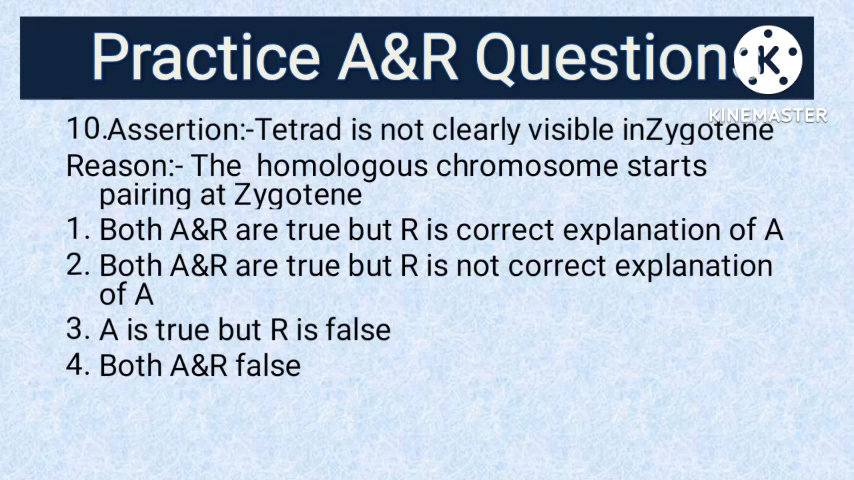 Practice A&R Question
KINEMASTER
10.Assertion:-Tetrad is not clearly visible inZygotene
Reason:- The homologous chromosome starts
pairing at Zygotene
1. Both A&R are true but R is correct explanation of A
2. Both A&R are true but R is not correct explanation
of A
3. A is true but R is false
4. Both A&R false